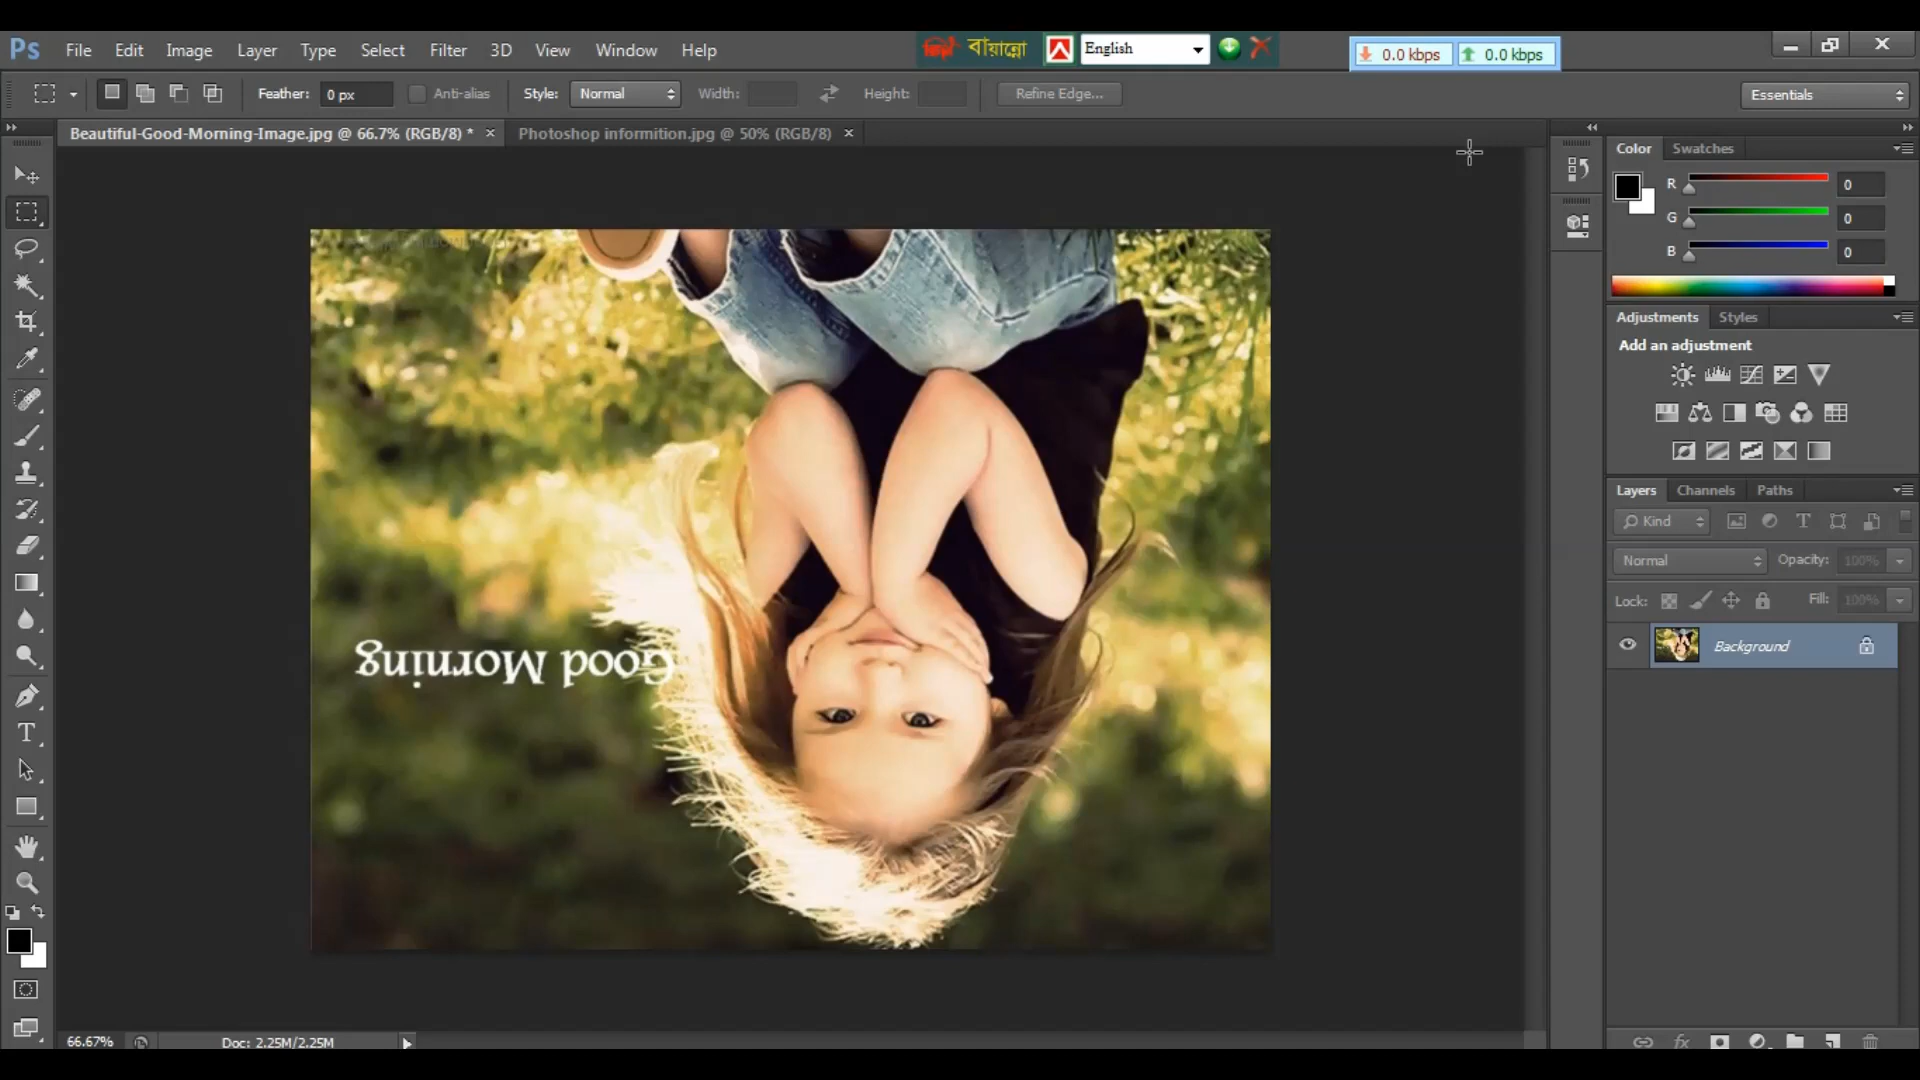 Ps File Edit Image Layer Type Select Filter 3D View Window Help
বায়ান্নো English 0.0 kbps 0.0 kbps
Feather: 0 px Anti-alias Style: Normal Width: Height: Refine Edge... Essentials
Beautiful-Good-Morning-Image.jpg @ 66.7% (RGB/8) * Photoshop informition.jpg @ 50% (RGB/8)
Color Swatches
R 0
G 0
B 0
Adjustments Styles
Add an adjustment
Layers Channels Paths
Kind
Normal Opacity: 100%
Lock: Fill: 100%
Background
Good Morning
66.67% Doc: 2.25M/2.25M